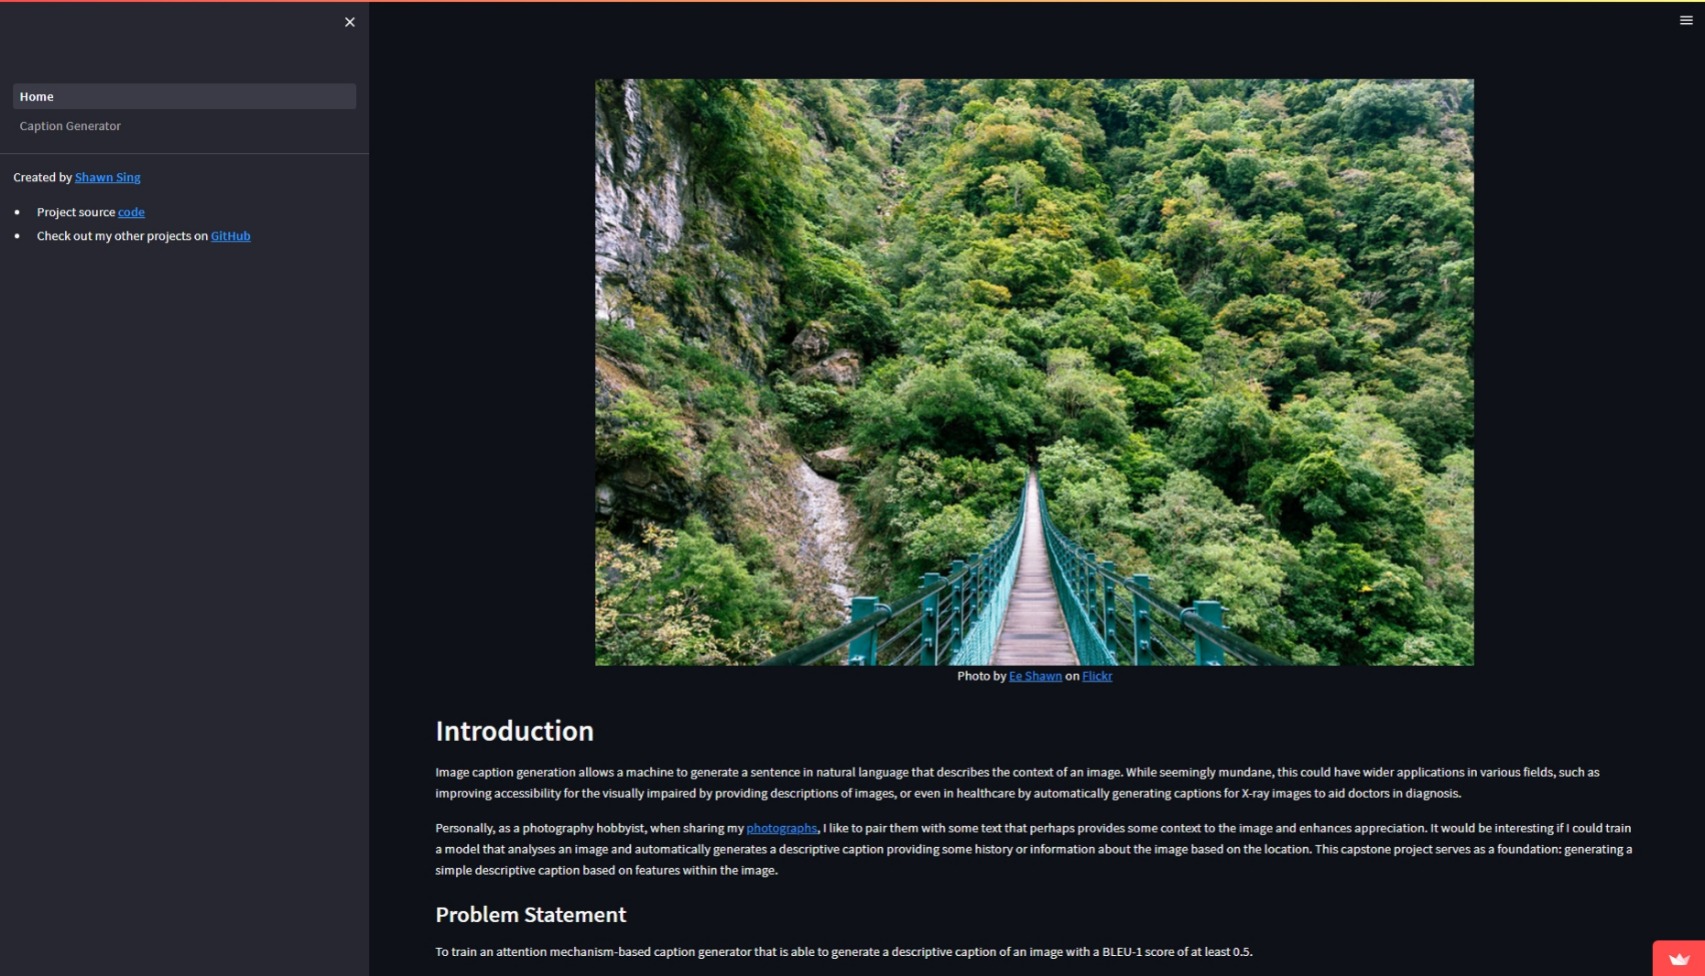 Home
Caption Generator
Created by Shawn Sing
Project source code
Check out my other projects on GitHub
Photo by Ee Shawn on Flickr
Introduction
Image caption generation allows a machine to generate a sentence in natural language that describes the context of an image. While seemingly mundane, this could have wider applications in various fields, such as
improving accessibility for the visually impaired by providing descriptions of images, or even in healthcare by automatically generating captions for X-ray images to aid doctors in diagnosis.
Personally, as a photography hobbyist, when sharing my photographs, I like to pair them with some text that perhaps provides some context to the image and enhances appreciation. It would be interesting if I could train
a model that analyses an image and automatically generates a descriptive caption providing some history or information about the image based on the location. This capstone project serves as a foundation: generating a
simple descriptive caption based on features within the image.
Problem Statement
To train an attention mechanism-based caption generator that is able to generate a descriptive caption of an image with a BLEU-1 score of at least 0.5.